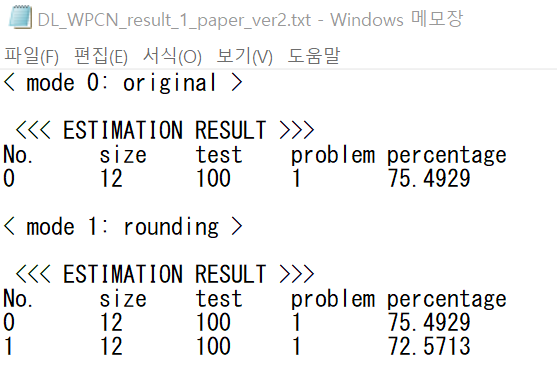 DL_WPCN_result_1_paper_ver2.txt - Windows 메모장
파일(F) 편집(E) 서식(O) 보기(V) 도움말
< mode 0: original >
<<< ESTIMATION RESULT >>>
No. size test problem percentage
0 12 100 1 75.4929
< mode 1: rounding >
<<< ESTIMATION RESULT >>>
No. size test problem percentage
0 12 100 1 75.4929
1 12 100 1 72.5713